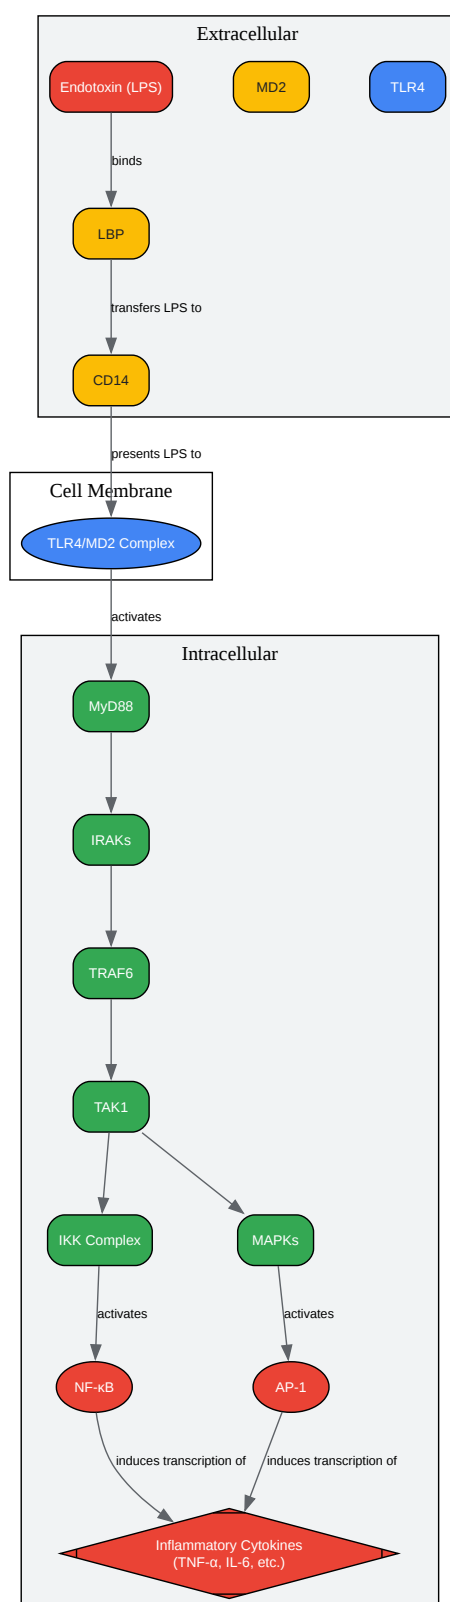 Extracellular
Endotoxin (LPS)
MD2
TLR4
binds
LBP
transfers LPS to
CD14
presents LPS to
Cell Membrane
TLR4/MD2 Complex
activates
Intracellular
MyD88
IRAKs
TRAF6
TAK1
IKK Complex
MAPKs
activates
activates
NF-κB
AP-1
induces transcription of
induces transcription of
Inflammatory Cytokines
(TNF-α, IL-6, etc.)